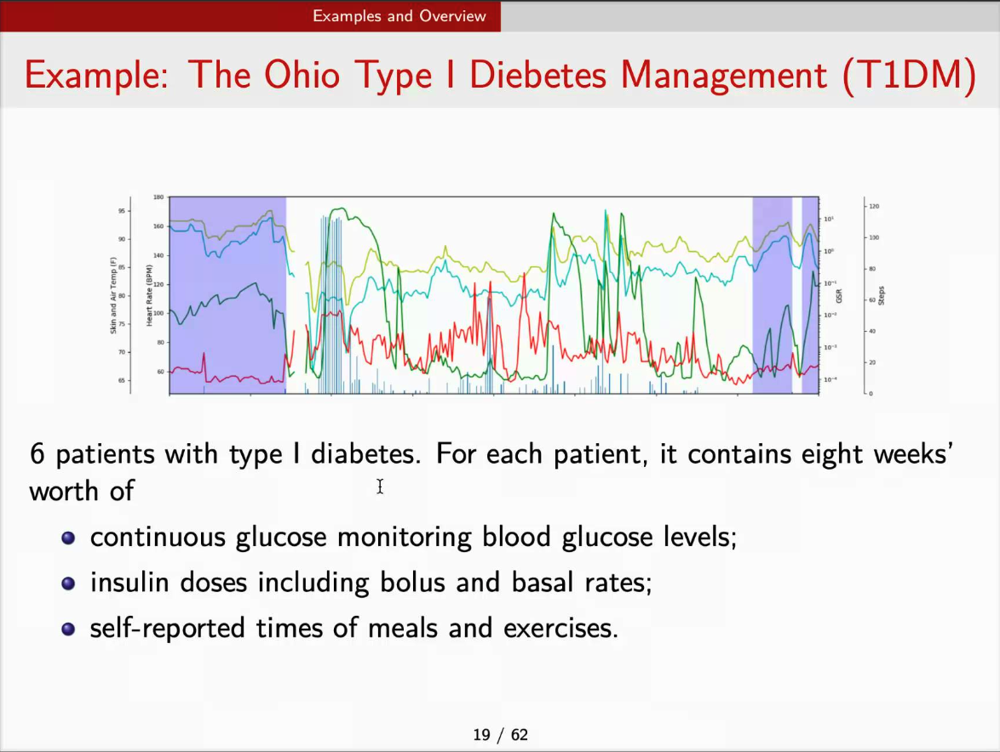 Examples and Overview
Example: The Ohio Type I Diebetes Management (T1DM)
95
90
85
80
75
70
65
Skin and Air Temp (F)
180
160
140
120
100
80
60
Heart Rate (BPM)
10¹
10⁰
10⁻¹
10⁻²
10⁻³
10⁻⁴
GSR
120
100
80
60
40
20
0
Steps
6 patients with type I diabetes. For each patient, it contains eight weeks'
worth of
continuous glucose monitoring blood glucose levels;
insulin doses including bolus and basal rates;
self-reported times of meals and exercises.
19 / 62